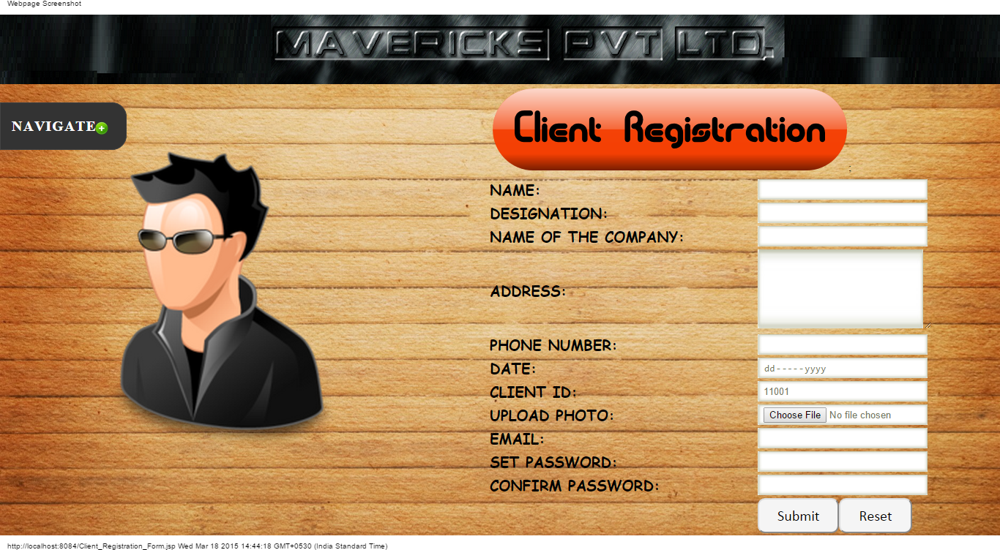 Webpage Screenshot
MAVERICKS PVT LTD.
NAVIGATE+
Client Registration
NAME:
DESIGNATION:
NAME OF THE COMPANY:
ADDRESS:
PHONE NUMBER:
DATE: dd-----yyyy
CLIENT ID: 11001
UPLOAD PHOTO: Choose File No file chosen
EMAIL:
SET PASSWORD:
CONFIRM PASSWORD:
Submit Reset
http://localhost:8084/Client_Registration_Form.jsp Wed Mar 18 2015 14:44:18 GMT+0530 (India Standard Time)